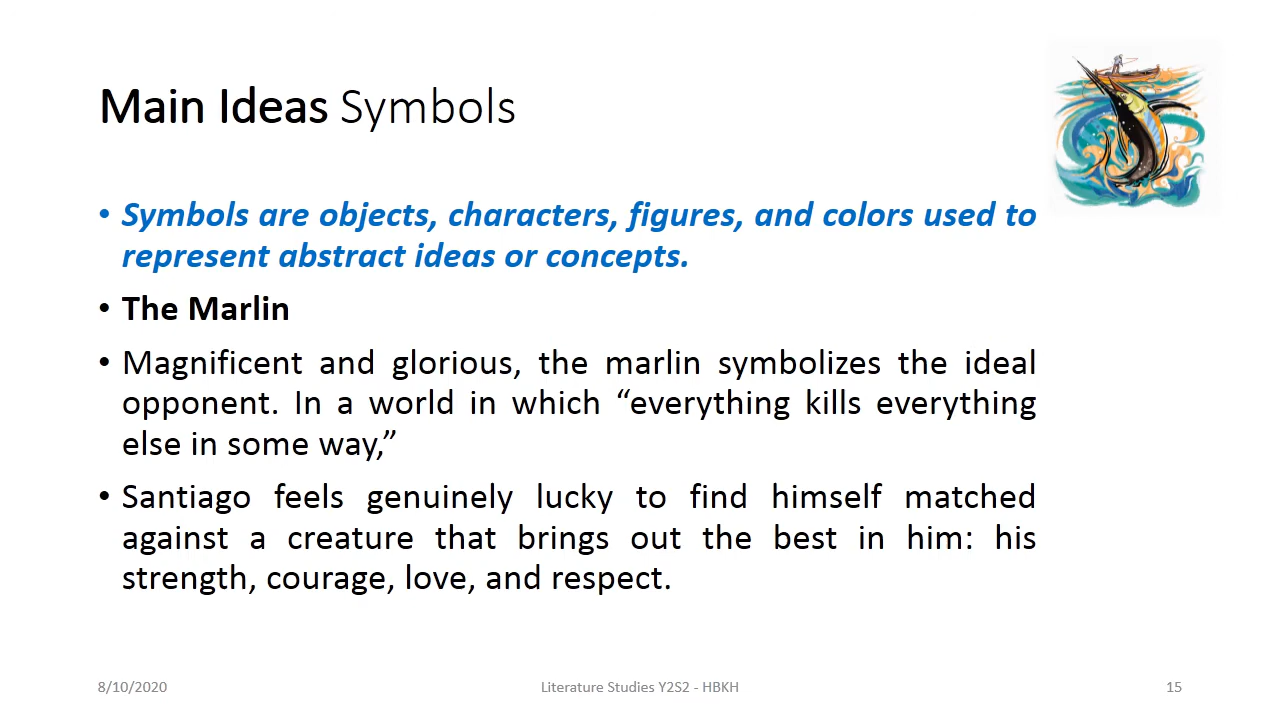 Main Ideas Symbols
• Symbols are objects, characters, figures, and colors used to
represent abstract ideas or concepts.
• The Marlin
• Magnificent and glorious, the marlin symbolizes the ideal
opponent. In a world in which “everything kills everything
else in some way,”
• Santiago feels genuinely lucky to find himself matched
against a creature that brings out the best in him: his
strength, courage, love, and respect.
8/10/2020 Literature Studies Y2S2 - HBKH 15